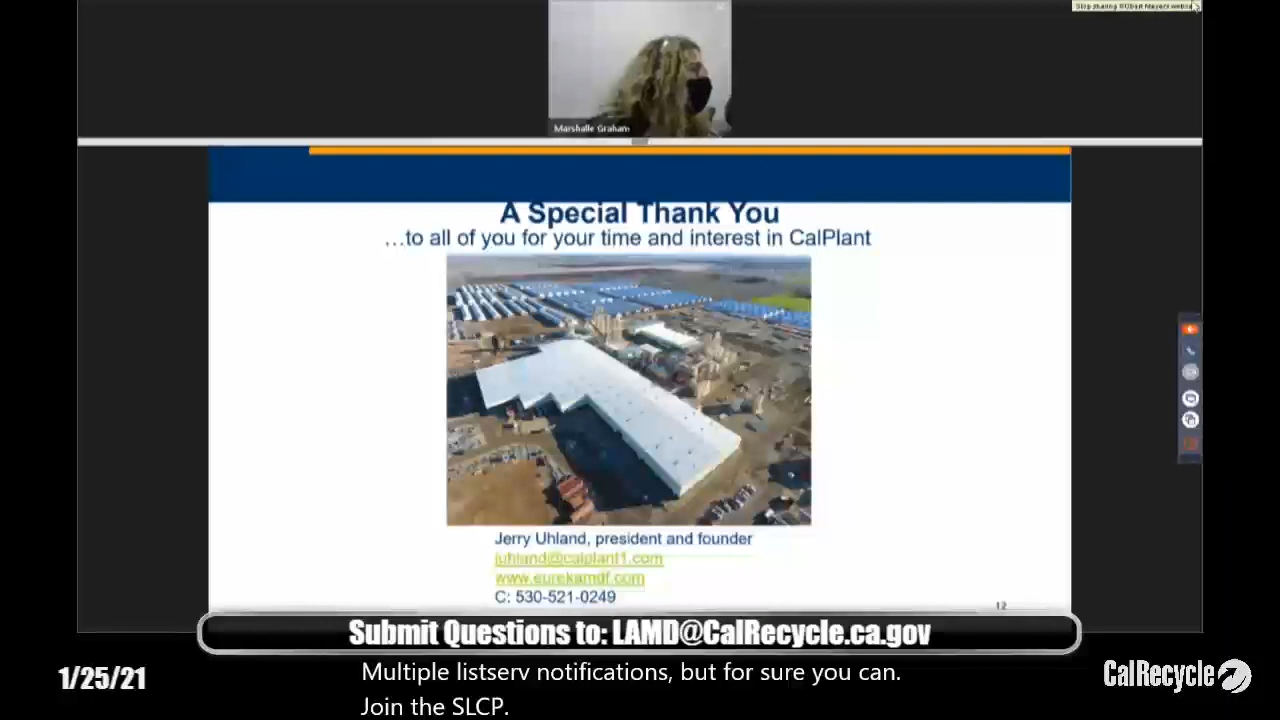 Marshalle Graham
A Special Thank You
…to all of you for your time and interest in CalPlant
Jerry Uhland, president and founder
juhland@calplant1.com
www.eurekamdf.com
C: 530-521-0249
12
Submit Questions to: LAMD@CalRecycle.ca.gov
1/25/21
Multiple listserv notifications, but for sure you can.
Join the SLCP.
CalRecycle